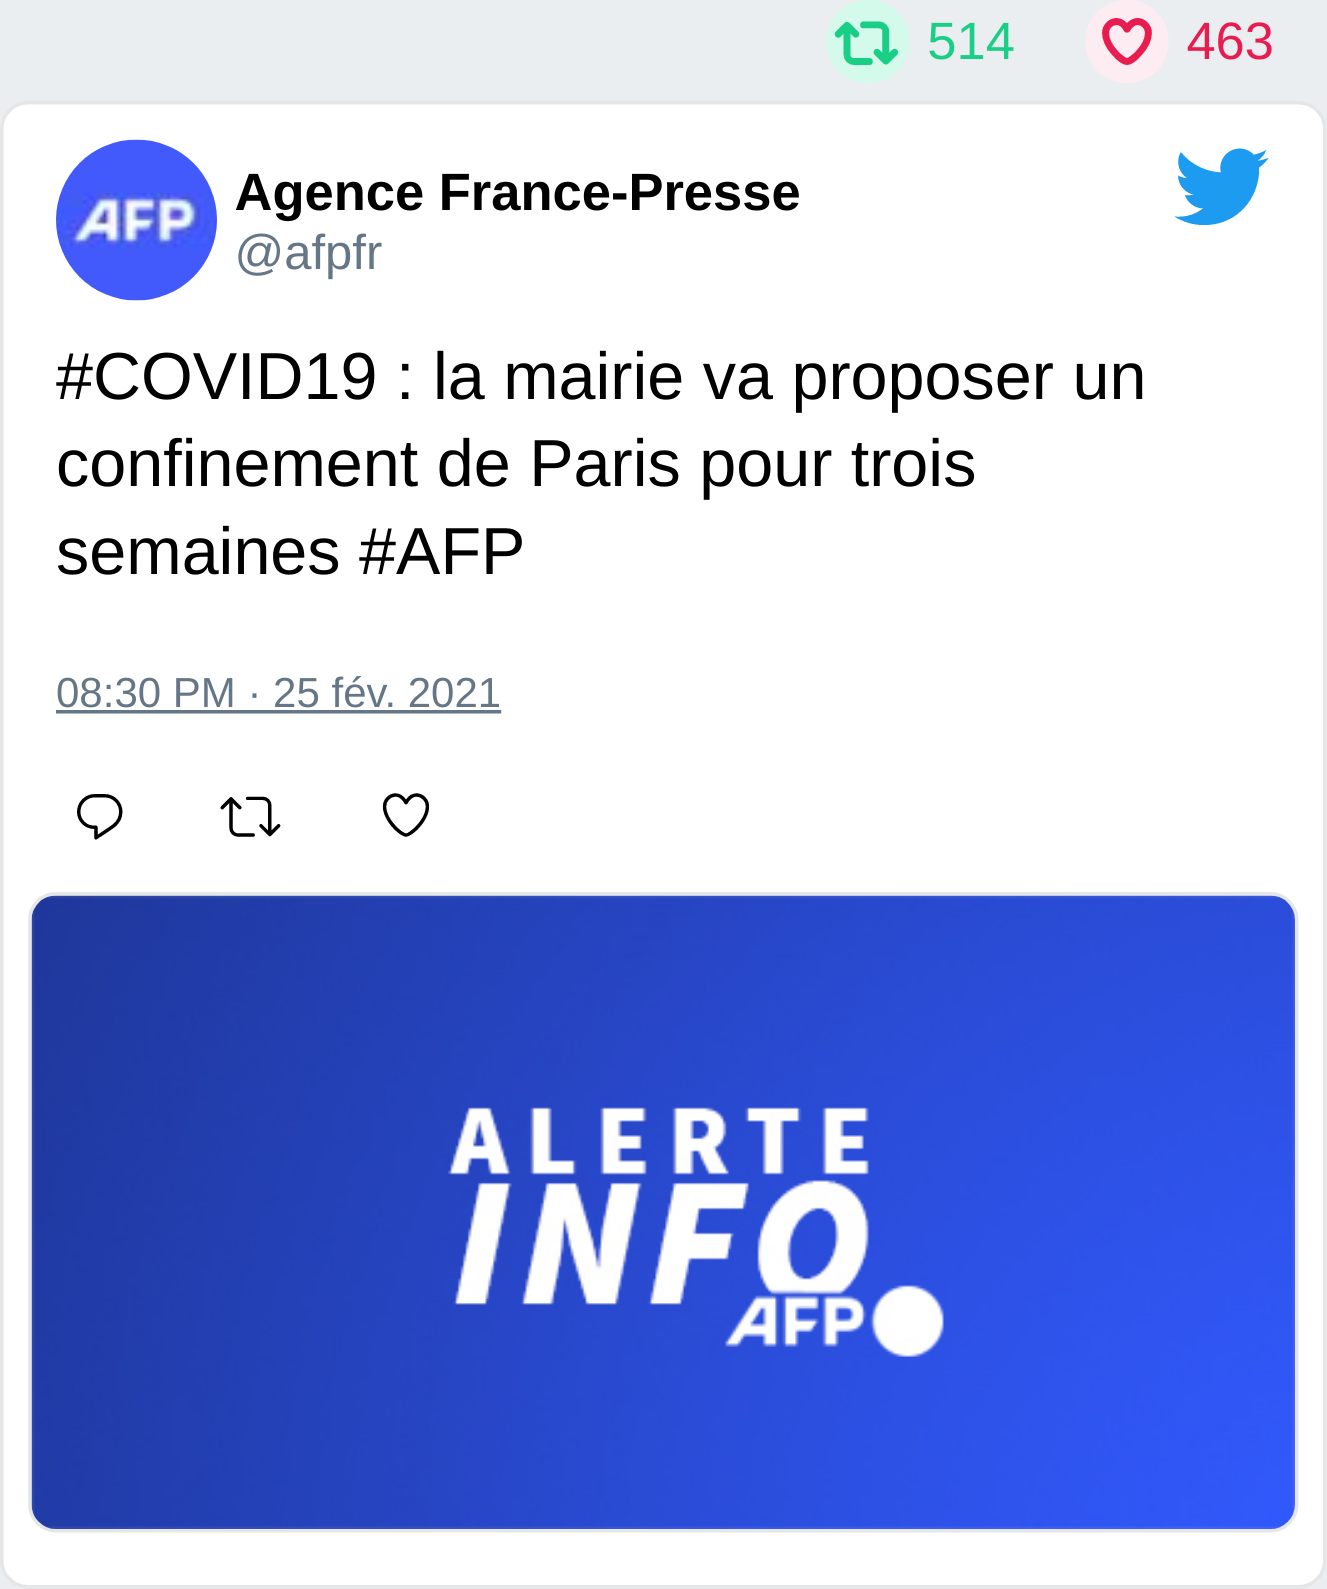 514 463
AFP
Agence France-Presse
@afpfr
#COVID19 : la mairie va proposer un
confinement de Paris pour trois
semaines #AFP
08:30 PM · 25 fév. 2021
ALERTE
INFO
AFP